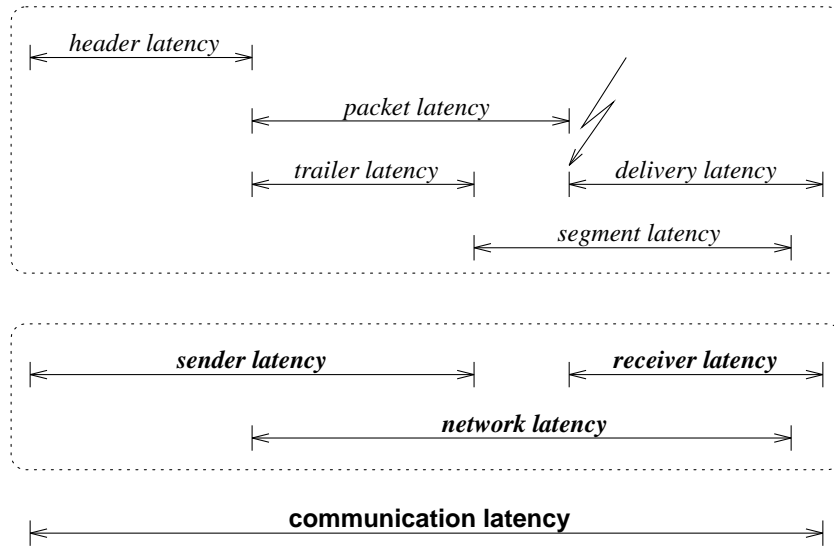 header latency
packet latency
trailer latency
delivery latency
segment latency
sender latency
receiver latency
network latency
communication latency